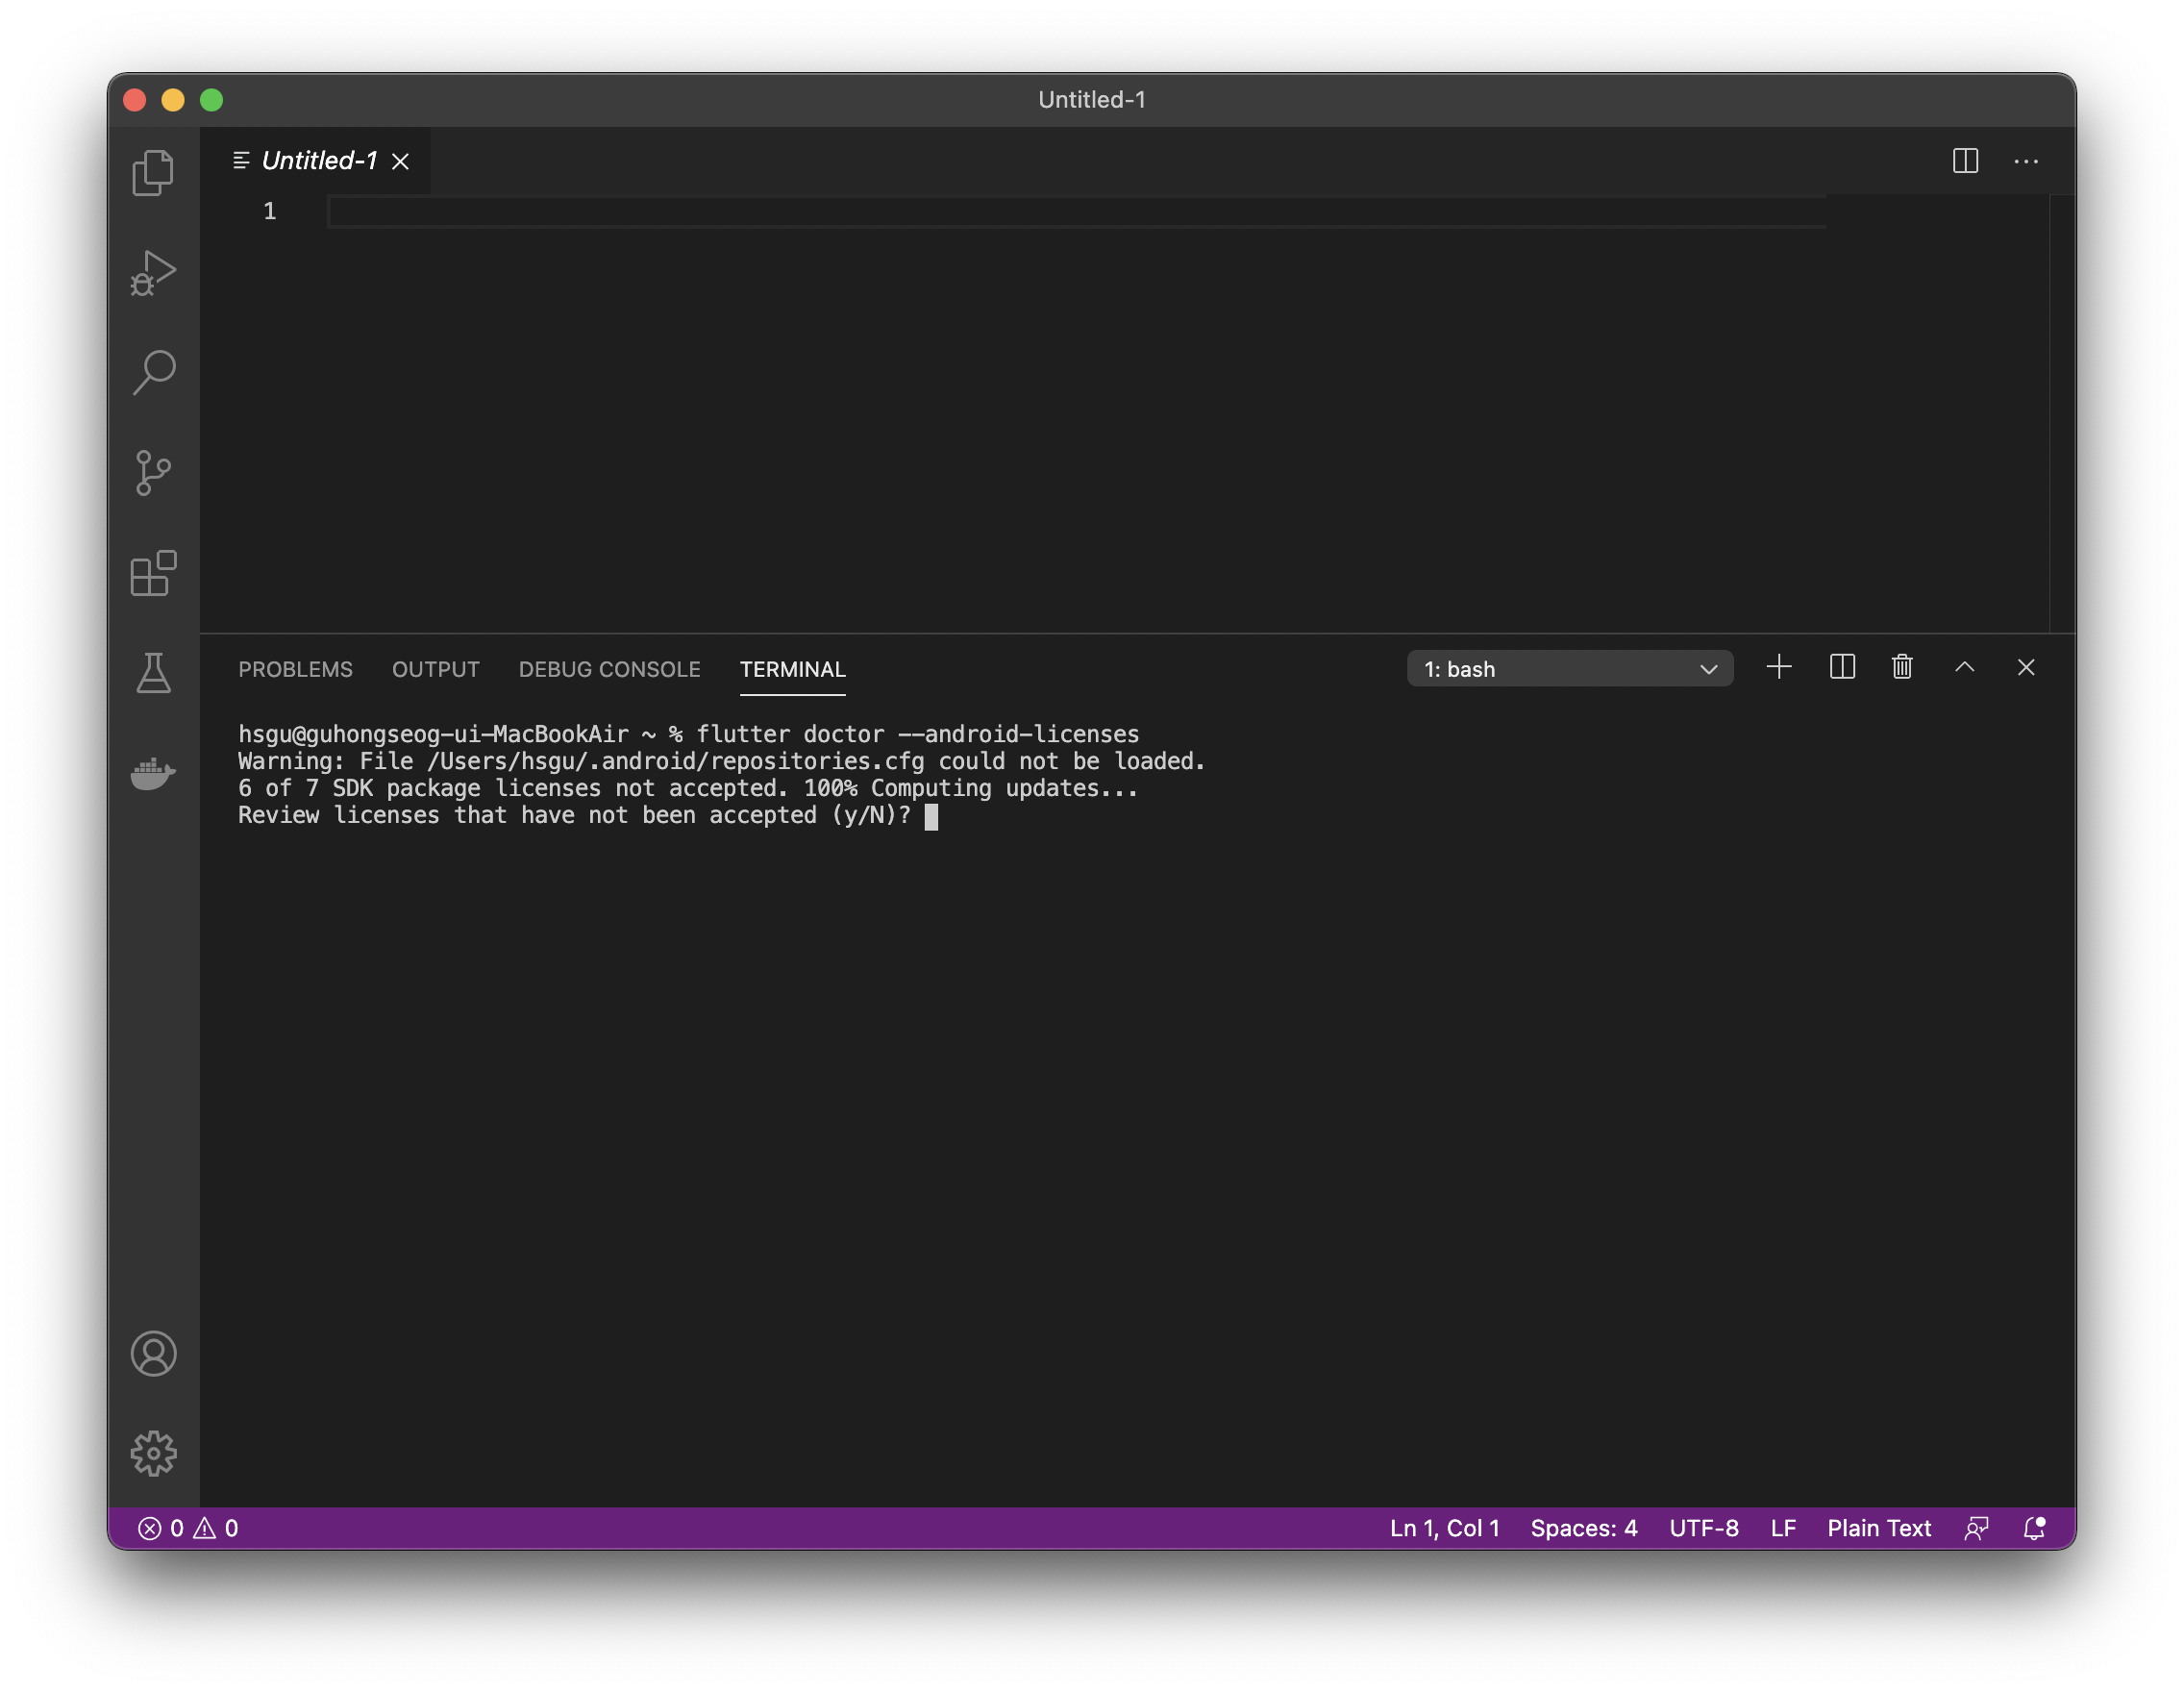 Untitled-1
Untitled-1
1
PROBLEMS OUTPUT DEBUG CONSOLE TERMINAL 1: bash
hsgu@guhongseog-ui-MacBookAir ~ % flutter doctor --android-licenses
Warning: File /Users/hsgu/.android/repositories.cfg could not be loaded.
6 of 7 SDK package licenses not accepted. 100% Computing updates...
Review licenses that have not been accepted (y/N)?
0 0 Ln 1, Col 1 Spaces: 4 UTF-8 LF Plain Text